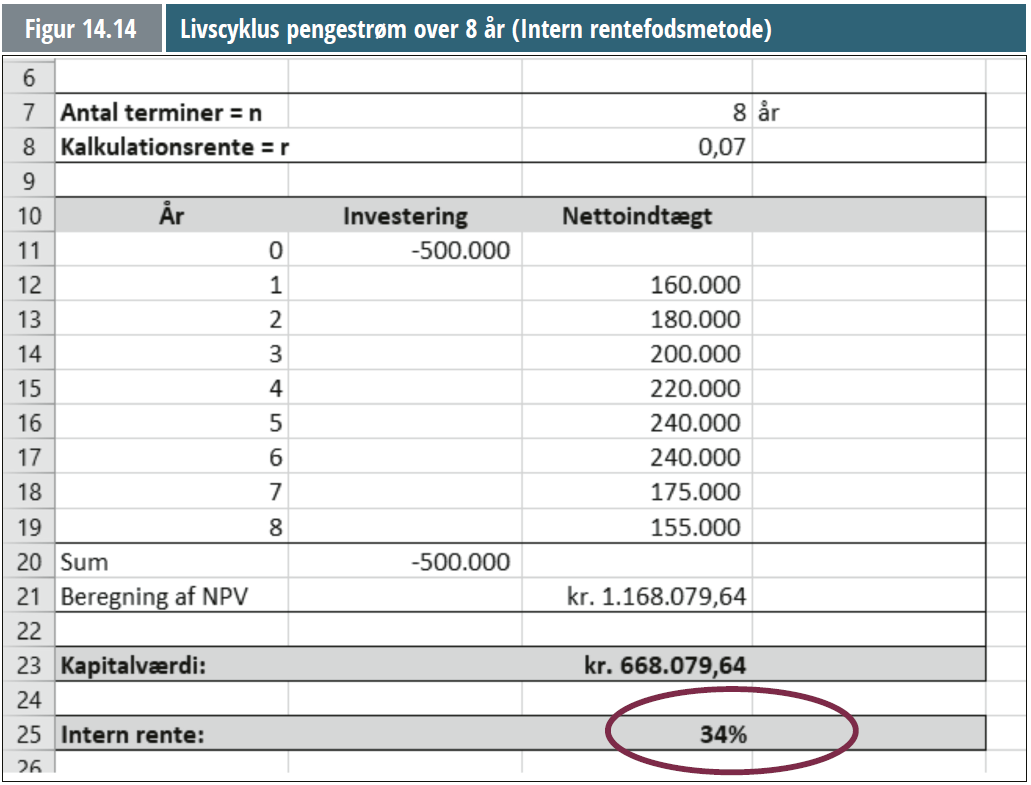 Figur 14.14 Livscyklus pengestrøm over 8 år (Intern rentefodsmetode)
6
7 Antal terminer = n 8 år
8 Kalkulationsrente = r 0,07
9
10 År Investering Nettoindtægt
11 0 -500.000
12 1 160.000
13 2 180.000
14 3 200.000
15 4 220.000
16 5 240.000
17 6 240.000
18 7 175.000
19 8 155.000
20 Sum -500.000
21 Beregning af NPV kr. 1.168.079,64
22
23 Kapitalværdi: kr. 668.079,64
24
25 Intern rente: 34%
26